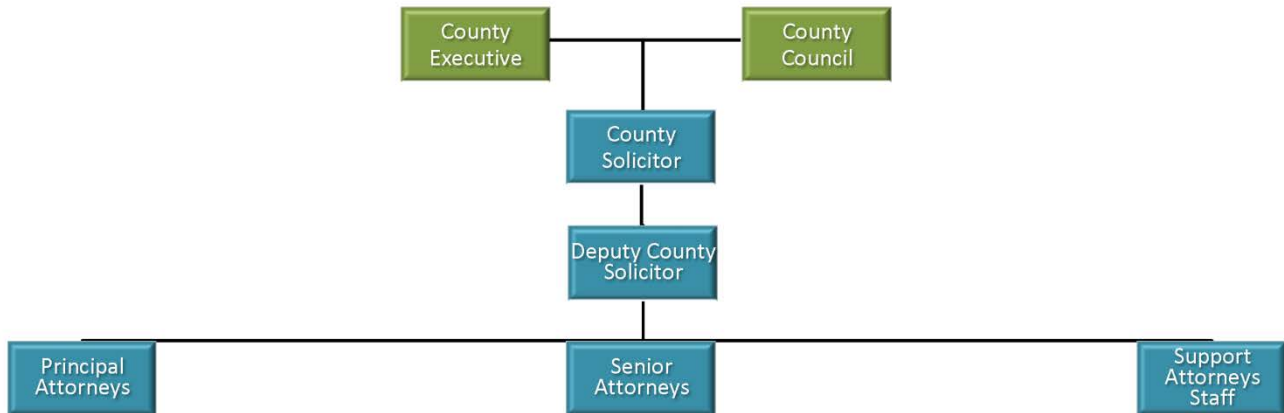 County
Executive
County
Council
County
Solicitor
Deputy County
Solicitor
Principal
Attorneys
Senior
Attorneys
Support
Attorneys
Staff